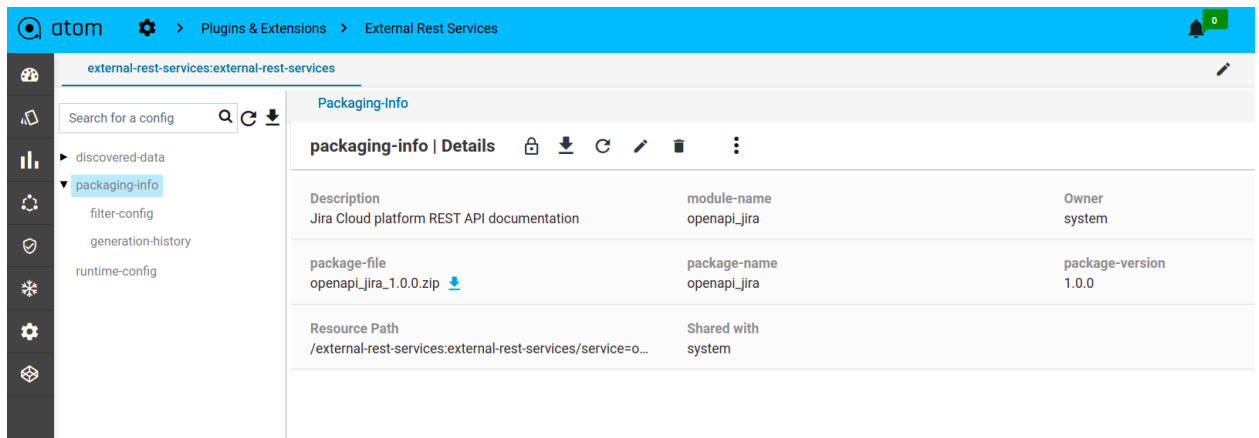 atom > Plugins & Extensions > External Rest Services 0
external-rest-services:external-rest-services
Search for a config
discovered-data
packaging-info
filter-config
generation-history
runtime-config
Packaging-Info
packaging-info | Details
Description module-name Owner
Jira Cloud platform REST API documentation openapi_jira system
package-file package-name package-version
openapi_jira_1.0.0.zip openapi_jira 1.0.0
Resource Path Shared with
/external-rest-services:external-rest-services/service=o... system